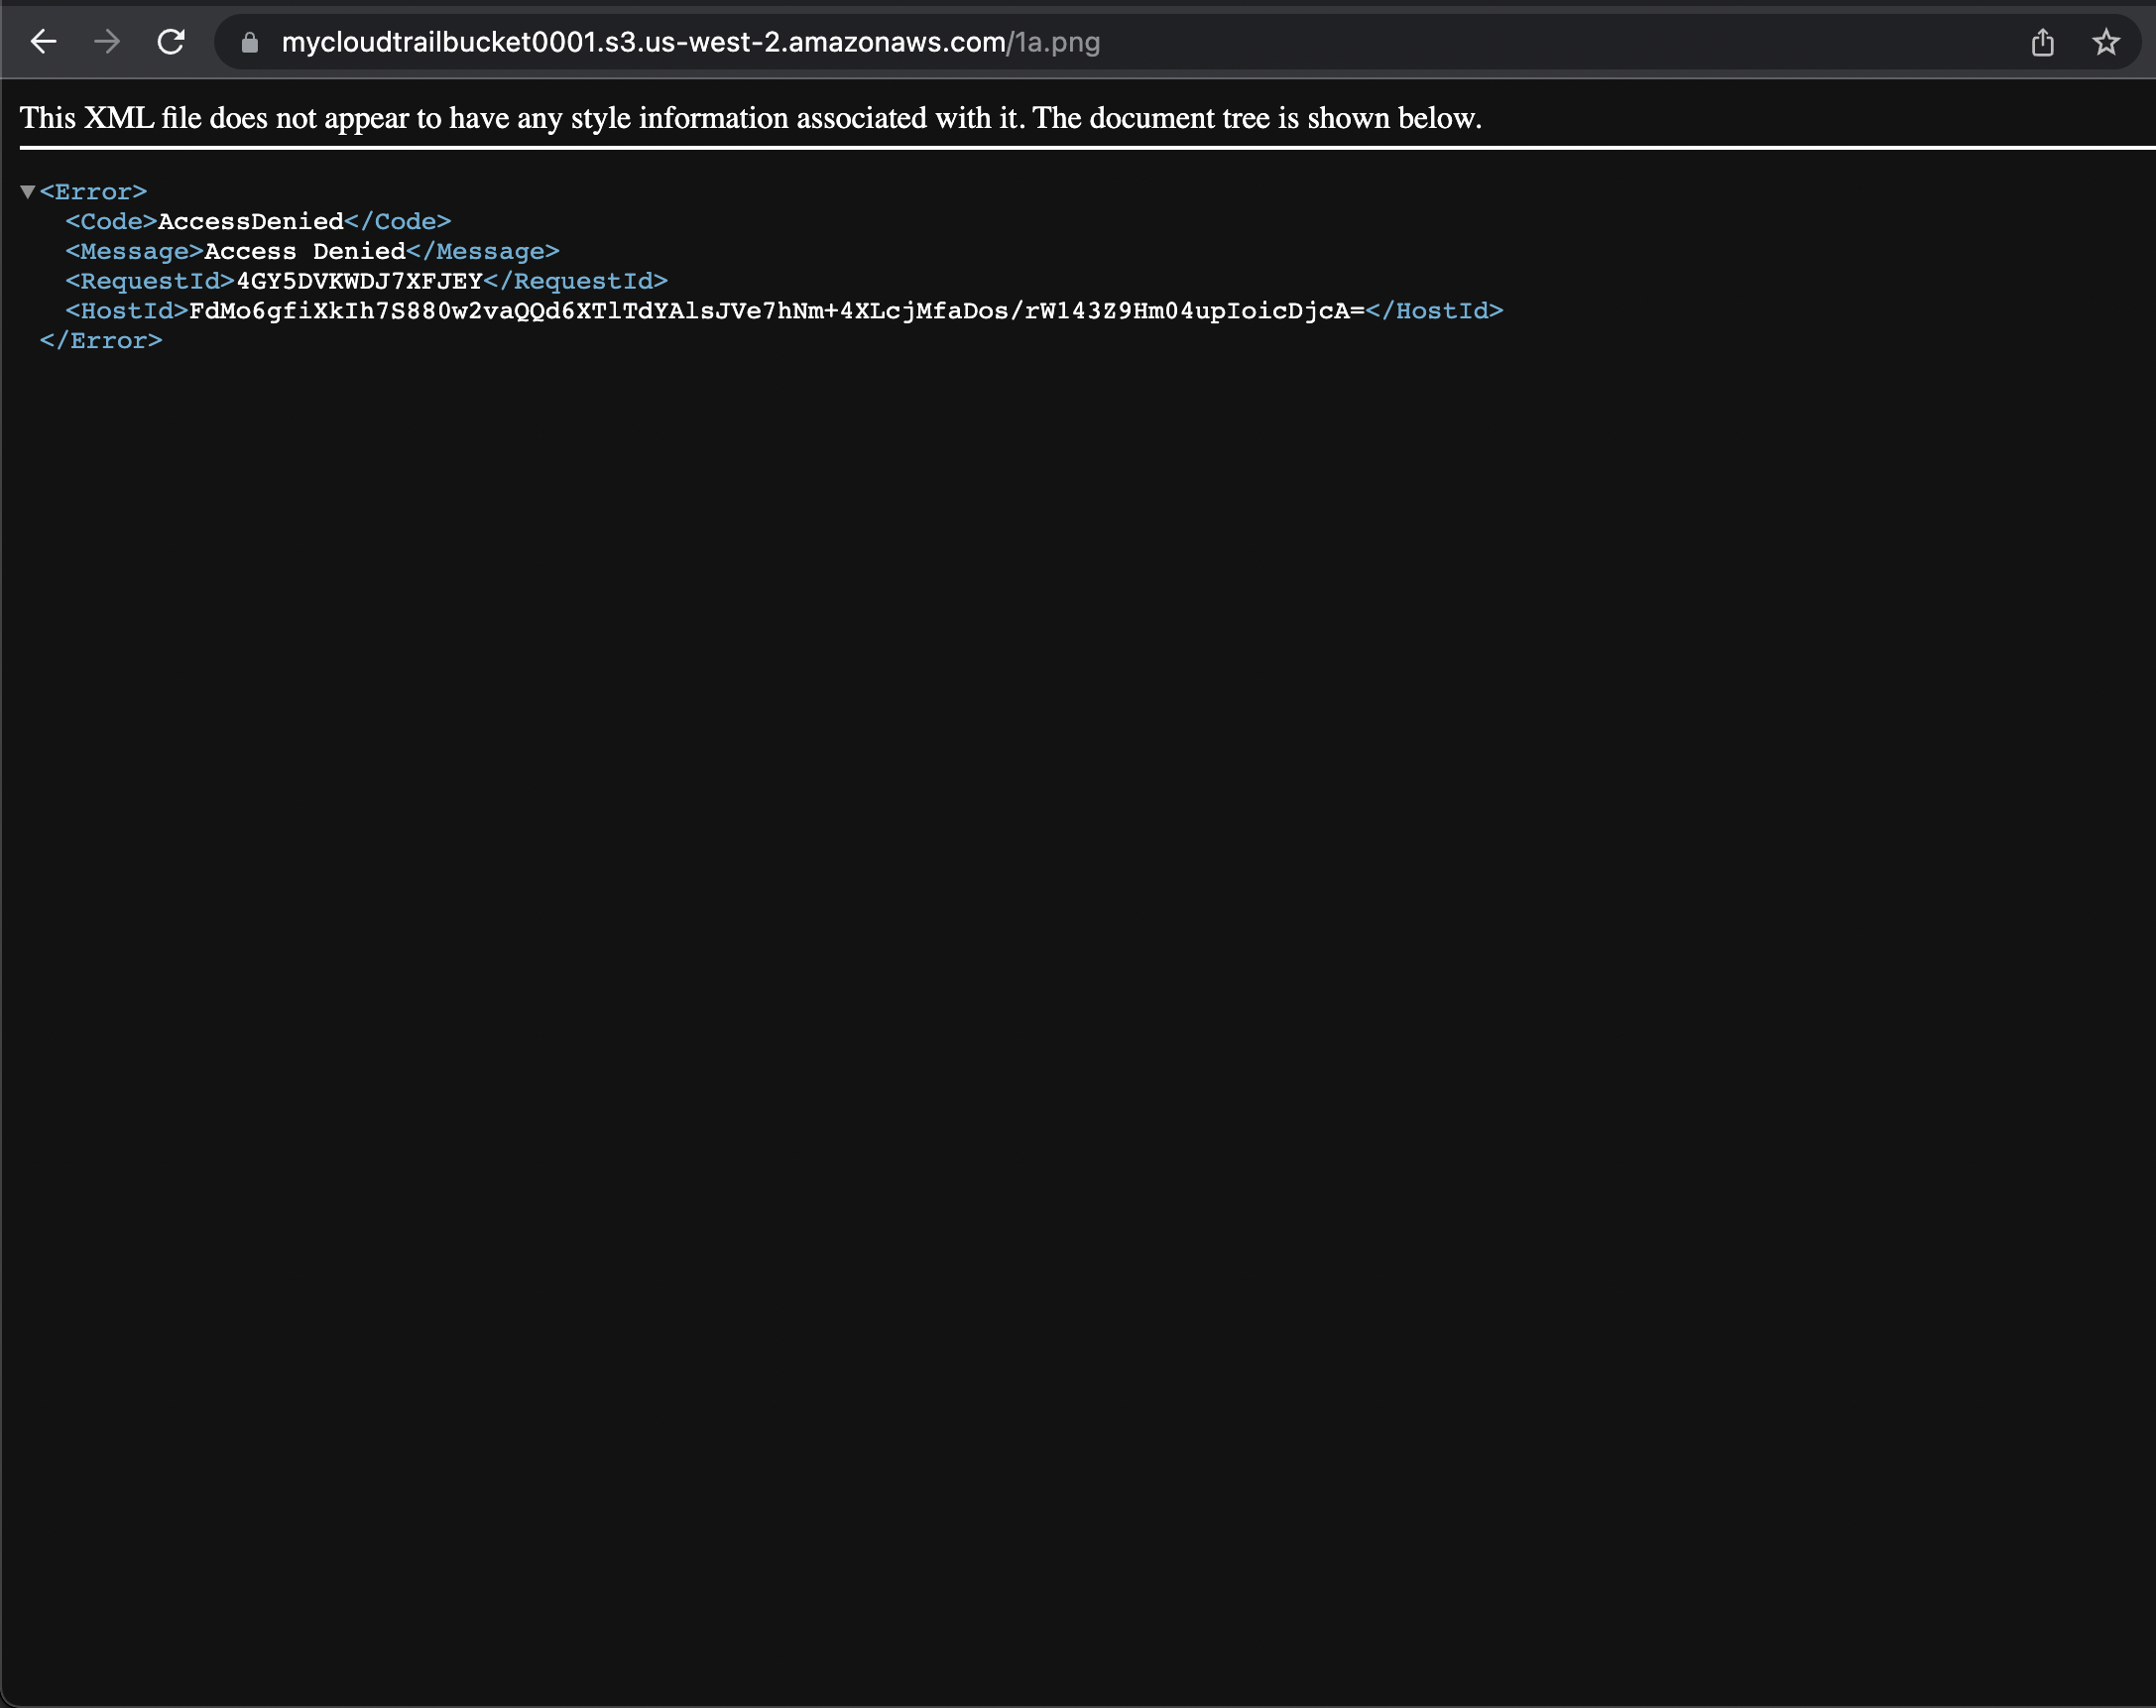 mycloudtrailbucket0001.s3.us-west-2.amazonaws.com/1a.png
This XML file does not appear to have any style information associated with it. The document tree is shown below.
<Error>
<Code>AccessDenied</Code>
<Message>Access Denied</Message>
<RequestId>4GY5DVKWDJ7XFJEY</RequestId>
<HostId>FdMo6gfiXkIh7S880w2vaQQd6XTlTdYAlsJVe7hNm+4XLcjMfaDos/rW143Z9Hm04upIoicDjcA=</HostId>
</Error>